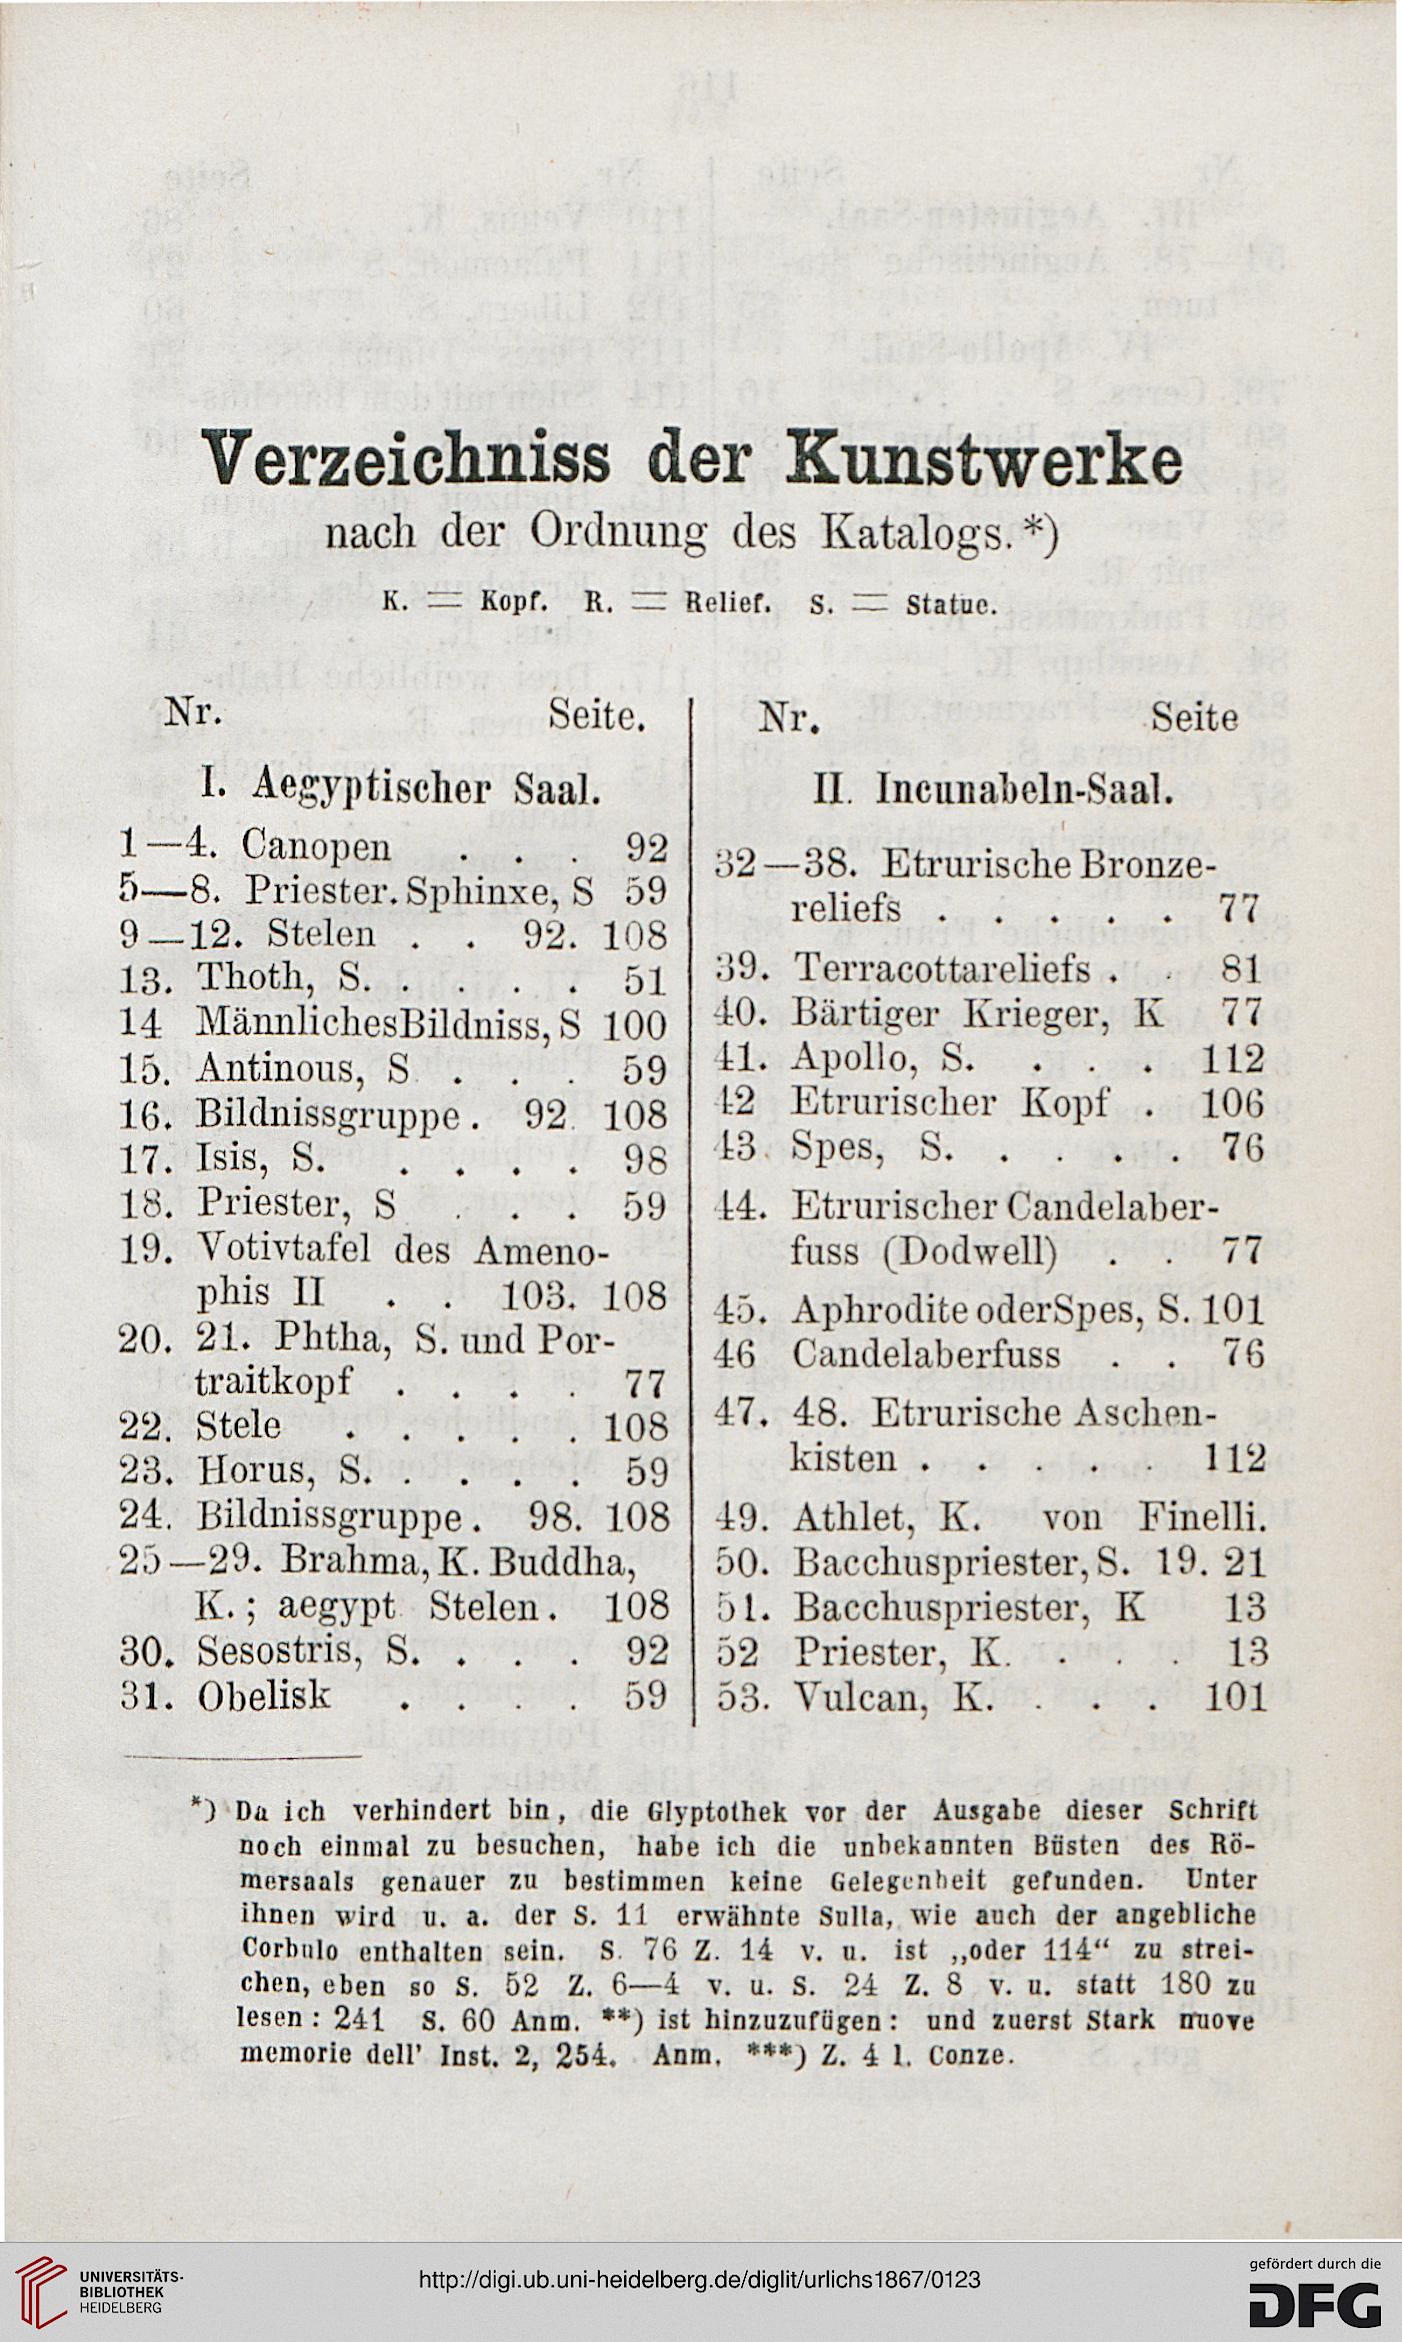 Verzeichniss der Kunstwerke
nach der Ordnung des Katalogs.*)
K. = Kopf. R. = Relief. S. = Statue.
Nr. Seite.
I. Aegyptischer Saal.
1—4. Canopen . . . 92
5—8. Priester. Sphinxe, S 59
9—12. Stelen . . 92. 108
13. Thoth, S. . . . . 51
14 Männliches Bildniss, S 100
15. Antinous, S . . . 59
16. Bildnissgruppe . 92. 108
17. Isis, S. . . . . 98
18. Priester, S . . . 59
19. Votivtafel des Ameno-
phis II . . 103. 108
20. 21. Phtha, S. und Por-
traitkopf . . . . 77
22. Stele . . . . . 108
23. Horus, S. . . . . 59
24. Bildnissgruppe . 98. 108
25—29. Brahma, K. Buddha,
K.; aegypt. Stelen . 108
30. Sesostris, S. . . . 92
31. Obelisk . . . . 59
Nr. Seite
II. Incunabeln-Saal.
32—38. Etrurische Bronze-
reliefs . . . . . 77
39. Terracottareliefs . . 81
40. Bärtiger Krieger, K 77
41. Apollo, S. . . . 112
42 Etrurischer Kopf . 106
43. Spes, S. . . . . 76
44. Etrurischer Candelaber-
fuss (Dodwell) . . 77
45. Aphrodite oder Spes, S. 101
46 Candelaberfuss . . 76
47. 48. Etrurische Aschen-
kisten . . . . . 112
49. Athlet, K. von Finelli.
50. Bacchuspriester, S. 19. 21
51. Bacchuspriester, K 13
52 Priester, K. . . . 13
53. Vulcan, K. . . . 101
*) Da ich verhindert bin, die Glyptothek vor der Ausgabe dieser Schrift
noch einmal zu besuchen, habe ich die unbekannten Büsten des Rö-
mersaals genauer zu bestimmen keine Gelegenheit gefunden. Unter
ihnen wird u. a. der S. 11 erwähnte Sulla, wie auch der angebliche
Corbulo enthalten sein. S. 76 Z. 14 v. u. ist „oder 114“ zu strei-
chen, eben so S. 52 Z. 6—4 v. u. S. 24 Z. 8 v. u. statt 180 zu
lesen: 241 S. 60 Anm. **) ist hinzuzufügen: und zuerst Stark nuove
memorie dell' Inst. 2, 254. Anm. ***) Z. 4 l. Conze.
UNIVERSITÄTS-
BIBLIOTHEK
HEIDELBERG
http://digi.ub.uni-heidelberg.de/diglit/urlichs1867/0123
gefördert durch die
DFG